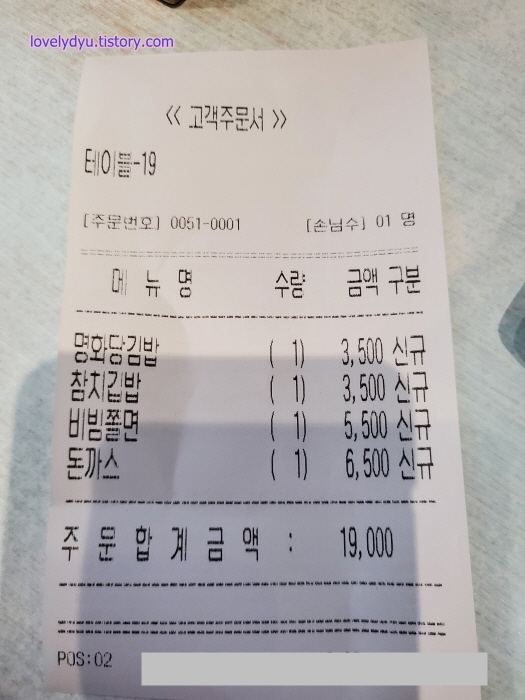 lovelydyu.tistory.com
<< 고객주문서 >>
테이블-19
[주문번호] 0051-0001 [손님수] 01 명
메 뉴 명 수량 금액 구분
명화당김밥 ( 1) 3,500 신규
참치김밥 ( 1) 3,500 신규
비빔쫄면 ( 1) 5,500 신규
돈까스 ( 1) 6,500 신규
주 문 합 계 금 액 : 19,000
POS:02